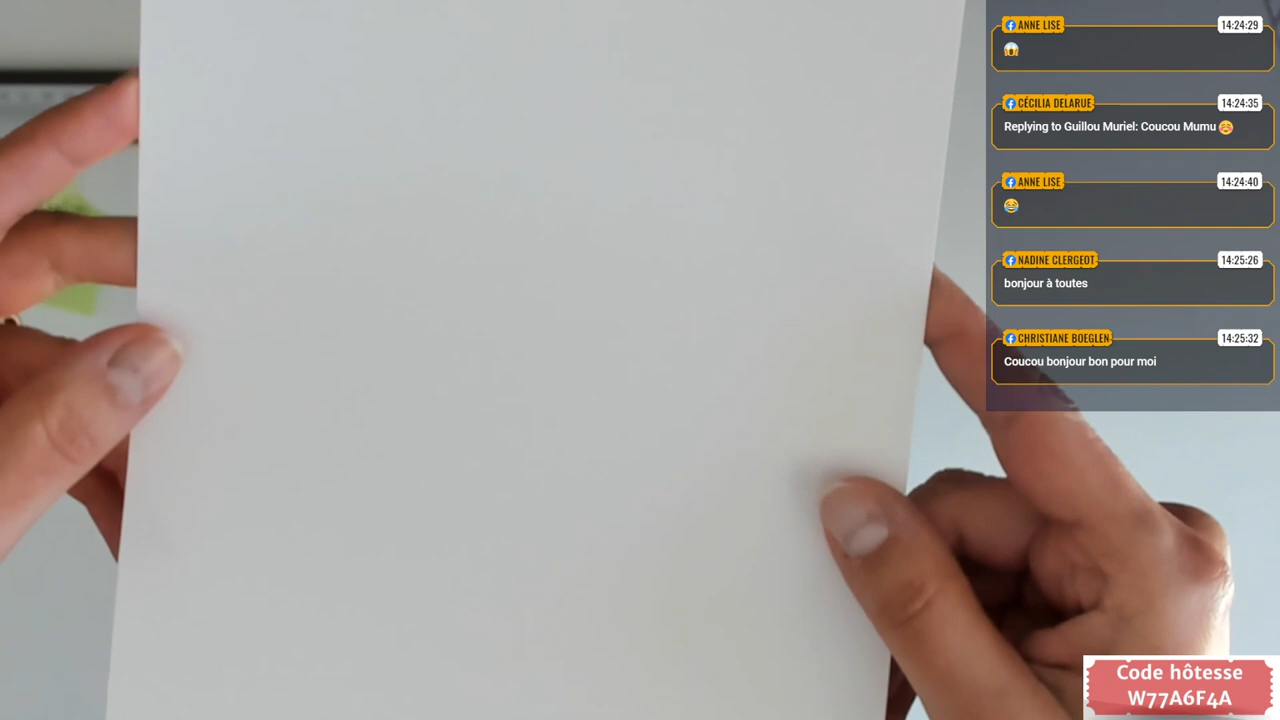 ANNE LISE 14:24:29
😱
CÉCILIA DELARUE 14:24:35
Replying to Guillou Muriel: Coucou Mumu ☺️
ANNE LISE 14:24:40
😂
NADINE CLERGEOT 14:25:26
bonjour à toutes
CHRISTIANE BOEGLEN 14:25:32
Coucou bonjour bon pour moi
Code hôtesse
W77A6F4A